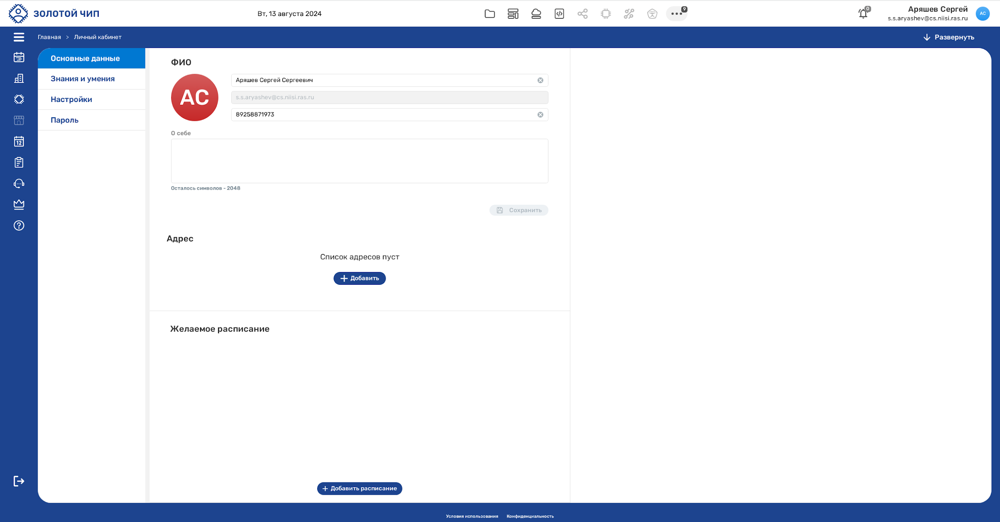 ЗОЛОТОЙ ЧИП
Вт, 13 августа 2024
9
0
Аряшев Сергей
s.s.aryashev@cs.niisi.ras.ru
АС
Главная > Личный кабинет
Развернуть
Основные данные
Знания и умения
Настройки
Пароль
12
ФИО
АС
Аряшев Сергей Сергеевич
s.s.aryashev@cs.niisi.ras.ru
89258871973
О себе
Осталось символов - 2048
Сохранить
Адрес
Список адресов пуст
Добавить
Желаемое расписание
Добавить расписание
Условия использования
Конфиденциальность